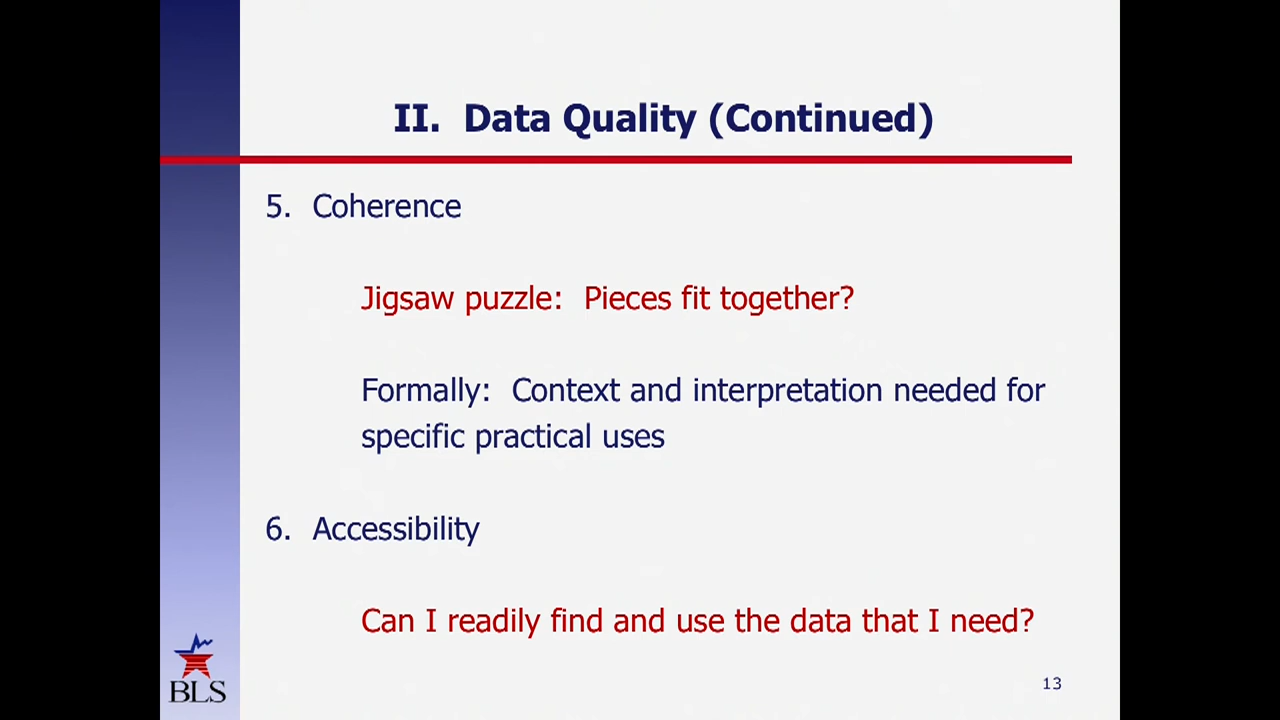 II. Data Quality (Continued)
5. Coherence
Jigsaw puzzle: Pieces fit together?
Formally: Context and interpretation needed for
specific practical uses
6. Accessibility
Can I readily find and use the data that I need?
BLS
13